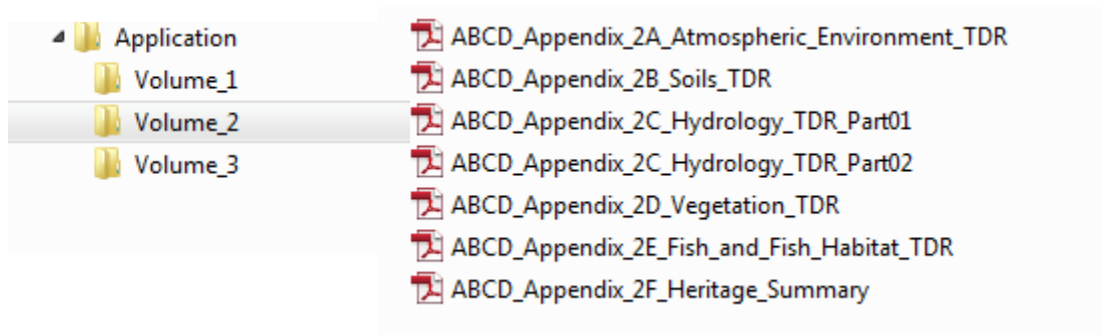 Application
Volume_1
Volume_2
Volume_3
ABCD_Appendix_2A_Atmospheric_Environment_TDR
ABCD_Appendix_2B_Soils_TDR
ABCD_Appendix_2C_Hydrology_TDR_Part01
ABCD_Appendix_2C_Hydrology_TDR_Part02
ABCD_Appendix_2D_Vegetation_TDR
ABCD_Appendix_2E_Fish_and_Fish_Habitat_TDR
ABCD_Appendix_2F_Heritage_Summary